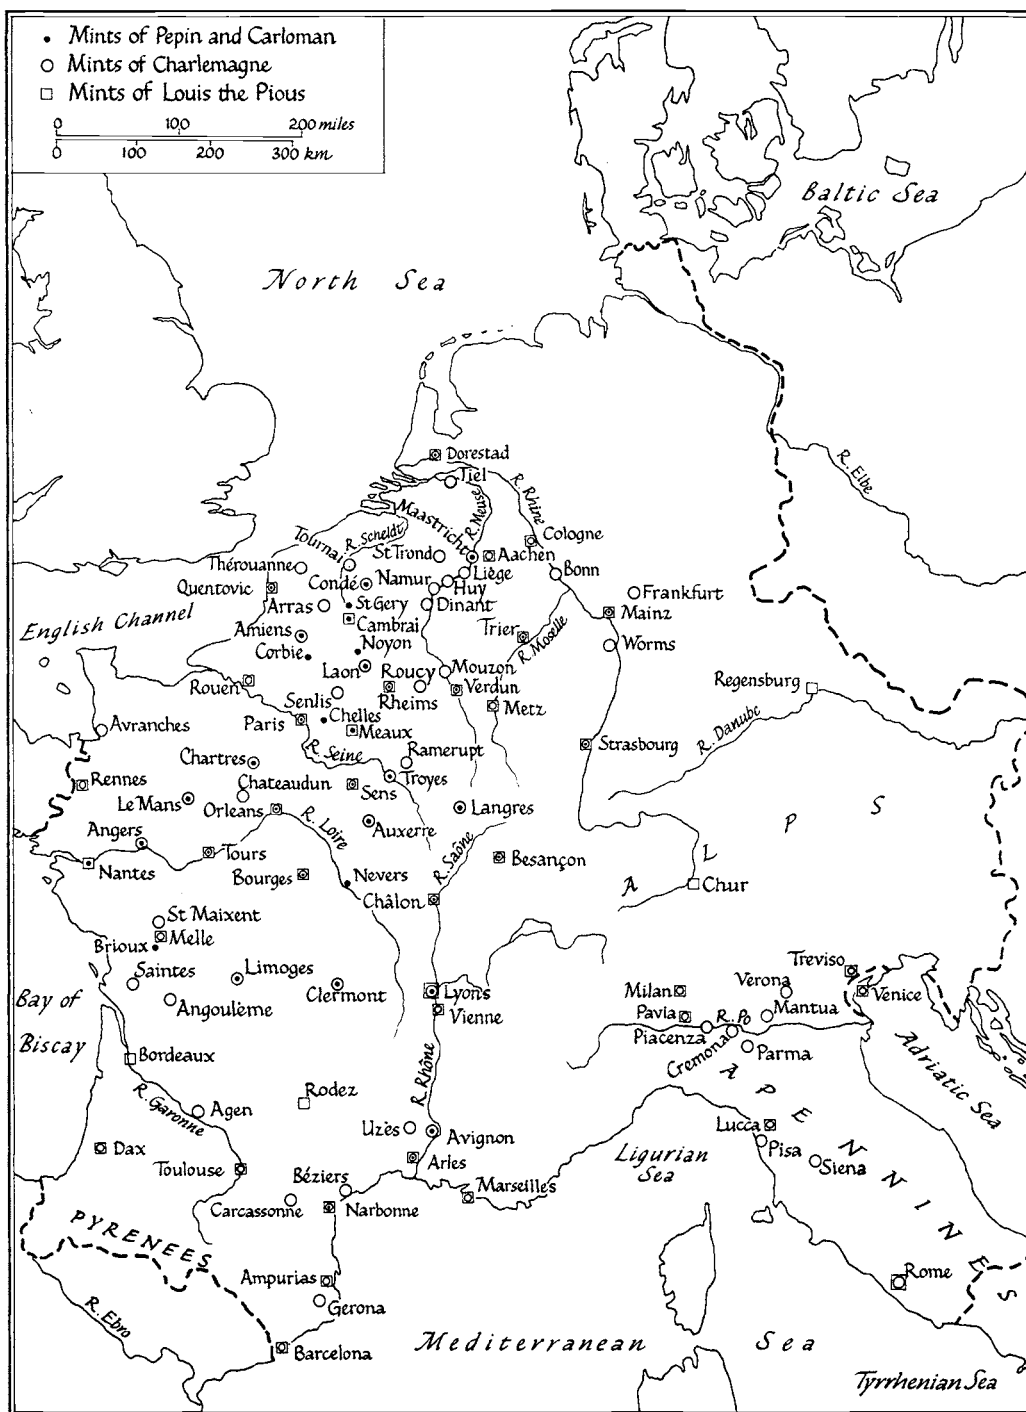 Mints of Pepin and Carloman
Mints of Charlemagne
Mints of Louis the Pious
0 100 200 miles
0 100 200 300 km
Baltic Sea
North Sea
Dorestad
Tiel
R. Rhine
R. Elbe
R. Meuse
Maastricht
R. Scheldt
Tournai
Cologne
St Trond
Aachen
Thérouanne
Liège
Bonn
Condé
Namur
Huy
Quentovic
Frankfurt
Arras
St Gery
Dinant
Mainz
English Channel
Cambrai
Amiens
Noyon
Trier
R. Moselle
Worms
Corbie
Laon
Roucy
Mouzon
Rouen
Senlis
Rheims
Verdun
Regensburg
Metz
Avranches
Paris
Chelles
Meaux
R. Danube
R. Seine
Ramerupt
Strasbourg
Chartres
Rennes
Chateaudun
Troyes
Le Mans
Orleans
Sens
Langres
Angers
R. Loire
Auxerre
A L P S
Tours
R. Saône
Besançon
Nantes
Bourges
Nevers
Chur
Châlon
St Maixent
Melle
Brioux
Saintes
Limoges
Treviso
Clermont
Lyons
Milan
Verona
Venice
Bay of
Biscay
Angoulème
Vienne
Pavia
R. Po
Mantua
Piacenza
Cremona
Parma
Bordeaux
R. Rhône
Adriatic Sea
APENNINES
Rodez
R. Garonne
Agen
Uzès
Avignon
Lucca
Dax
Ligurian
Sea
Pisa
Toulouse
Arles
Siena
Béziers
Marseilles
Carcassonne
Narbonne
PYRENEES
Ampurias
Rome
R. Ebro
Gerona
Barcelona
Mediterranean Sea
Tyrrhenian Sea